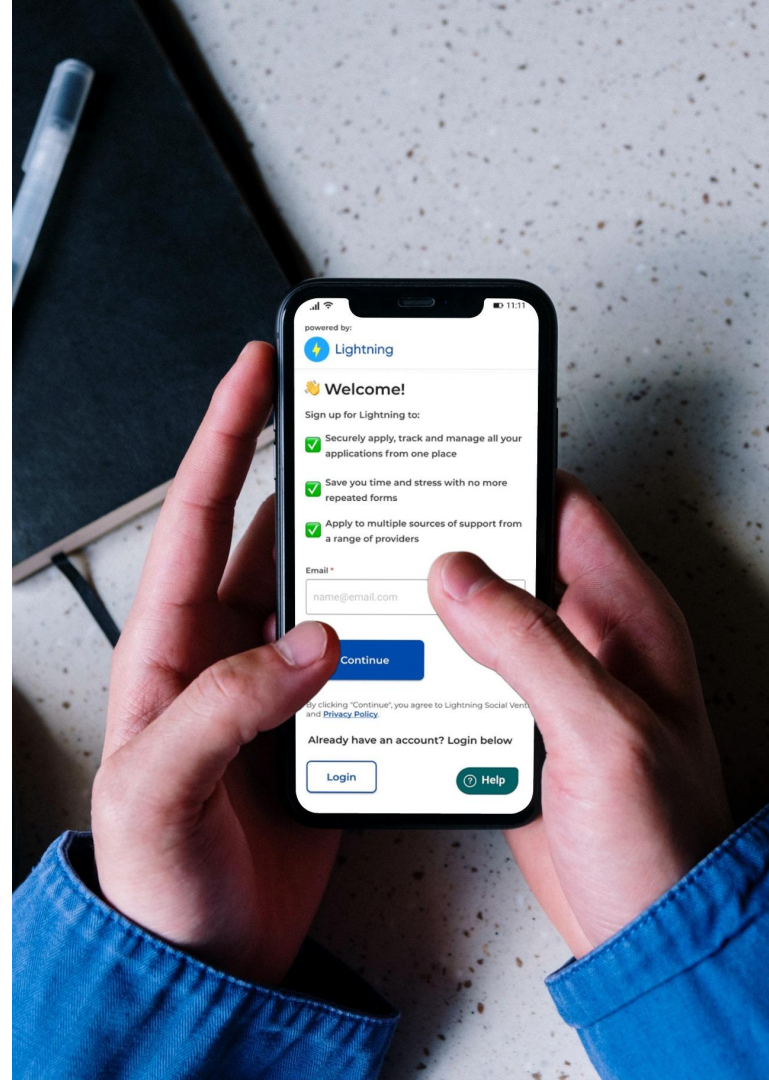 11:11
powered by:
Lightning
👋 Welcome!
Sign up for Lightning to:
✅ Securely apply, track and manage all your
applications from one place
✅ Save you time and stress with no more
repeated forms
✅ Apply to multiple sources of support from
a range of providers
Email *
name@email.com
Continue
By clicking "Continue", you agree to Lightning Social
and Privacy Policy.
Already have an account? Login below
Login
? Help